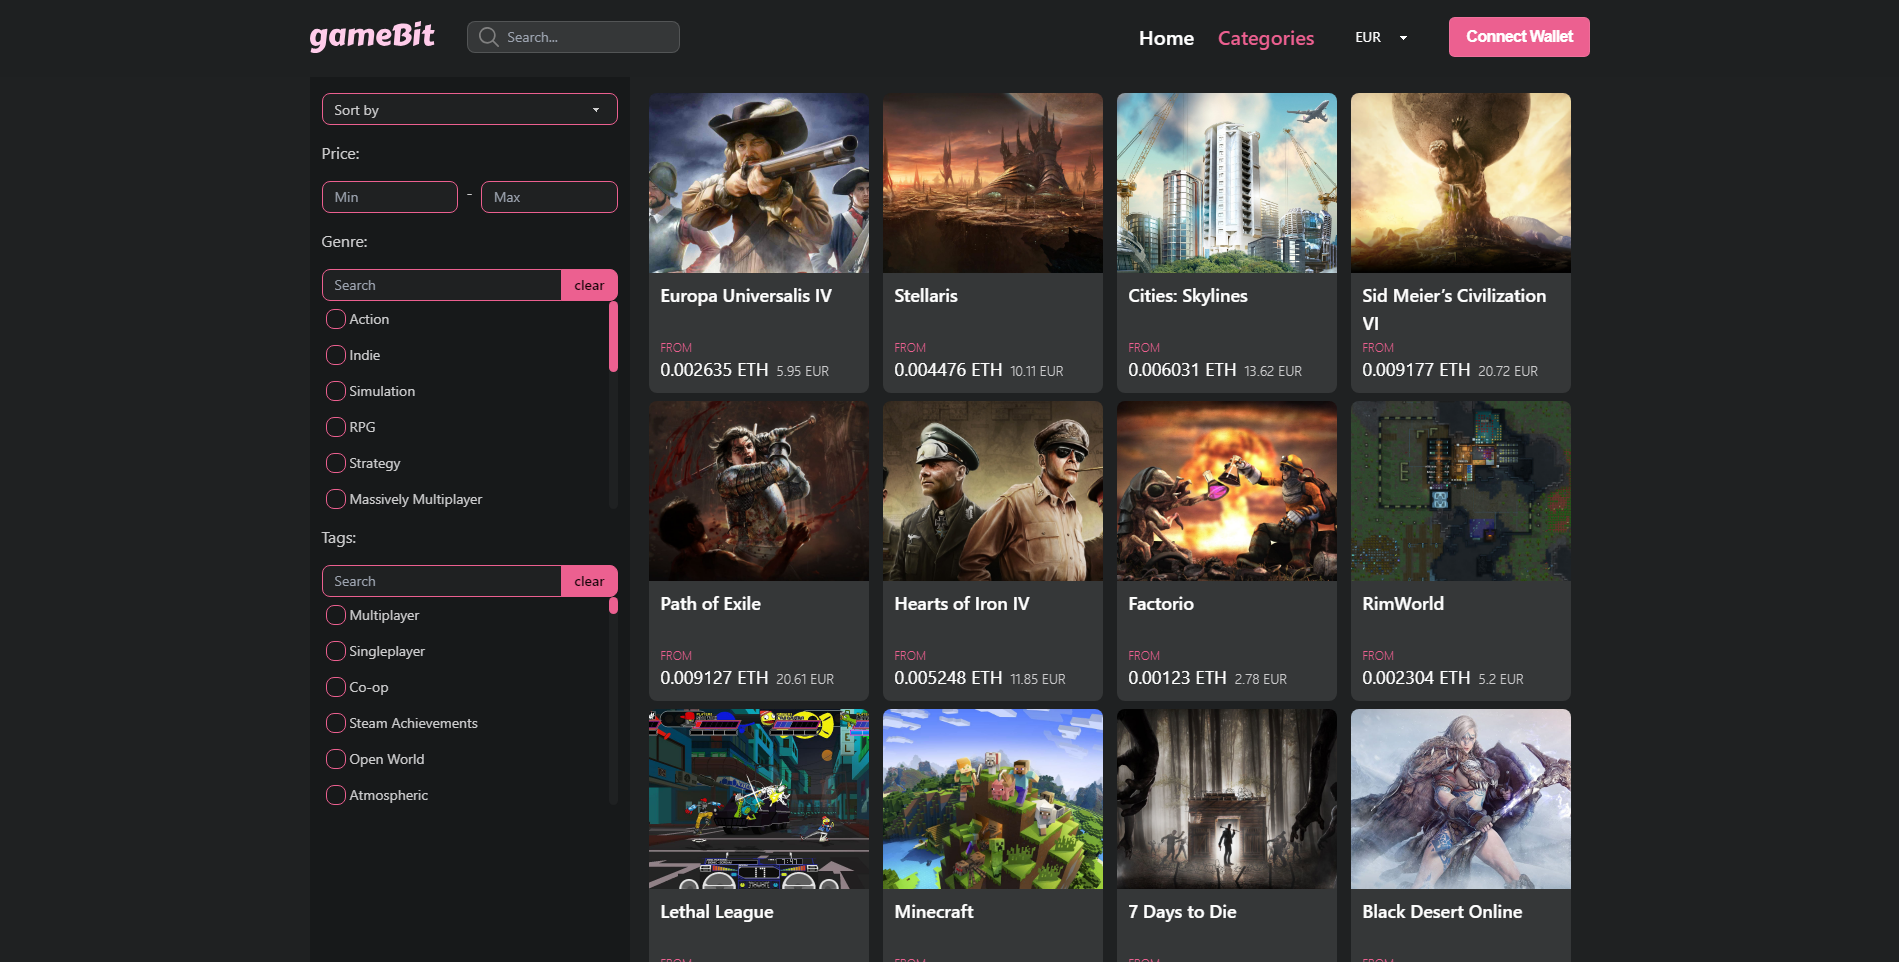 gameBit
Search...
Home
Categories
EUR
Connect Wallet
Sort by
Price:
Min
-
Max
Genre:
Search
clear
Action
Indie
Simulation
RPG
Strategy
Massively Multiplayer
Tags:
Search
clear
Multiplayer
Singleplayer
Co-op
Steam Achievements
Open World
Atmospheric
Europa Universalis IV
FROM
0.002635 ETH 5.95 EUR
Stellaris
FROM
0.004476 ETH 10.11 EUR
Cities: Skylines
FROM
0.006031 ETH 13.62 EUR
Sid Meier’s Civilization
VI
FROM
0.009177 ETH 20.72 EUR
Path of Exile
FROM
0.009127 ETH 20.61 EUR
Hearts of Iron IV
FROM
0.005248 ETH 11.85 EUR
Factorio
FROM
0.00123 ETH 2.78 EUR
RimWorld
FROM
0.002304 ETH 5.2 EUR
Lethal League
FROM
Minecraft
FROM
7 Days to Die
FROM
Black Desert Online
FROM